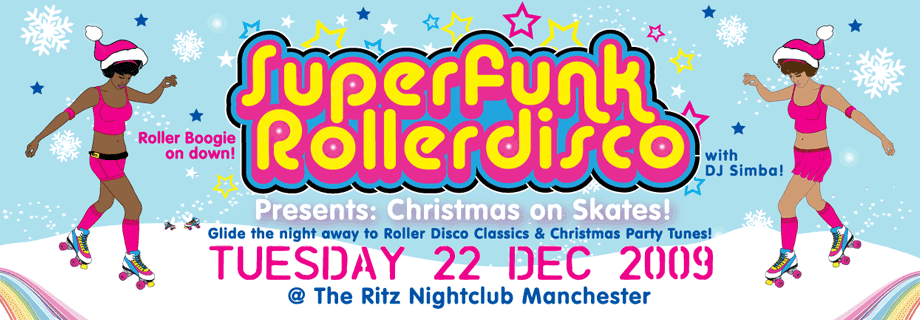 SuperFunk
Rollerdisco
Roller Boogie
on down!
with
DJ Simba!
Presents: Christmas on Skates!
Glide the night away to Roller Disco Classics & Christmas Party Tunes!
TUESDAY 22 DEC 2009
@ The Ritz Nightclub Manchester